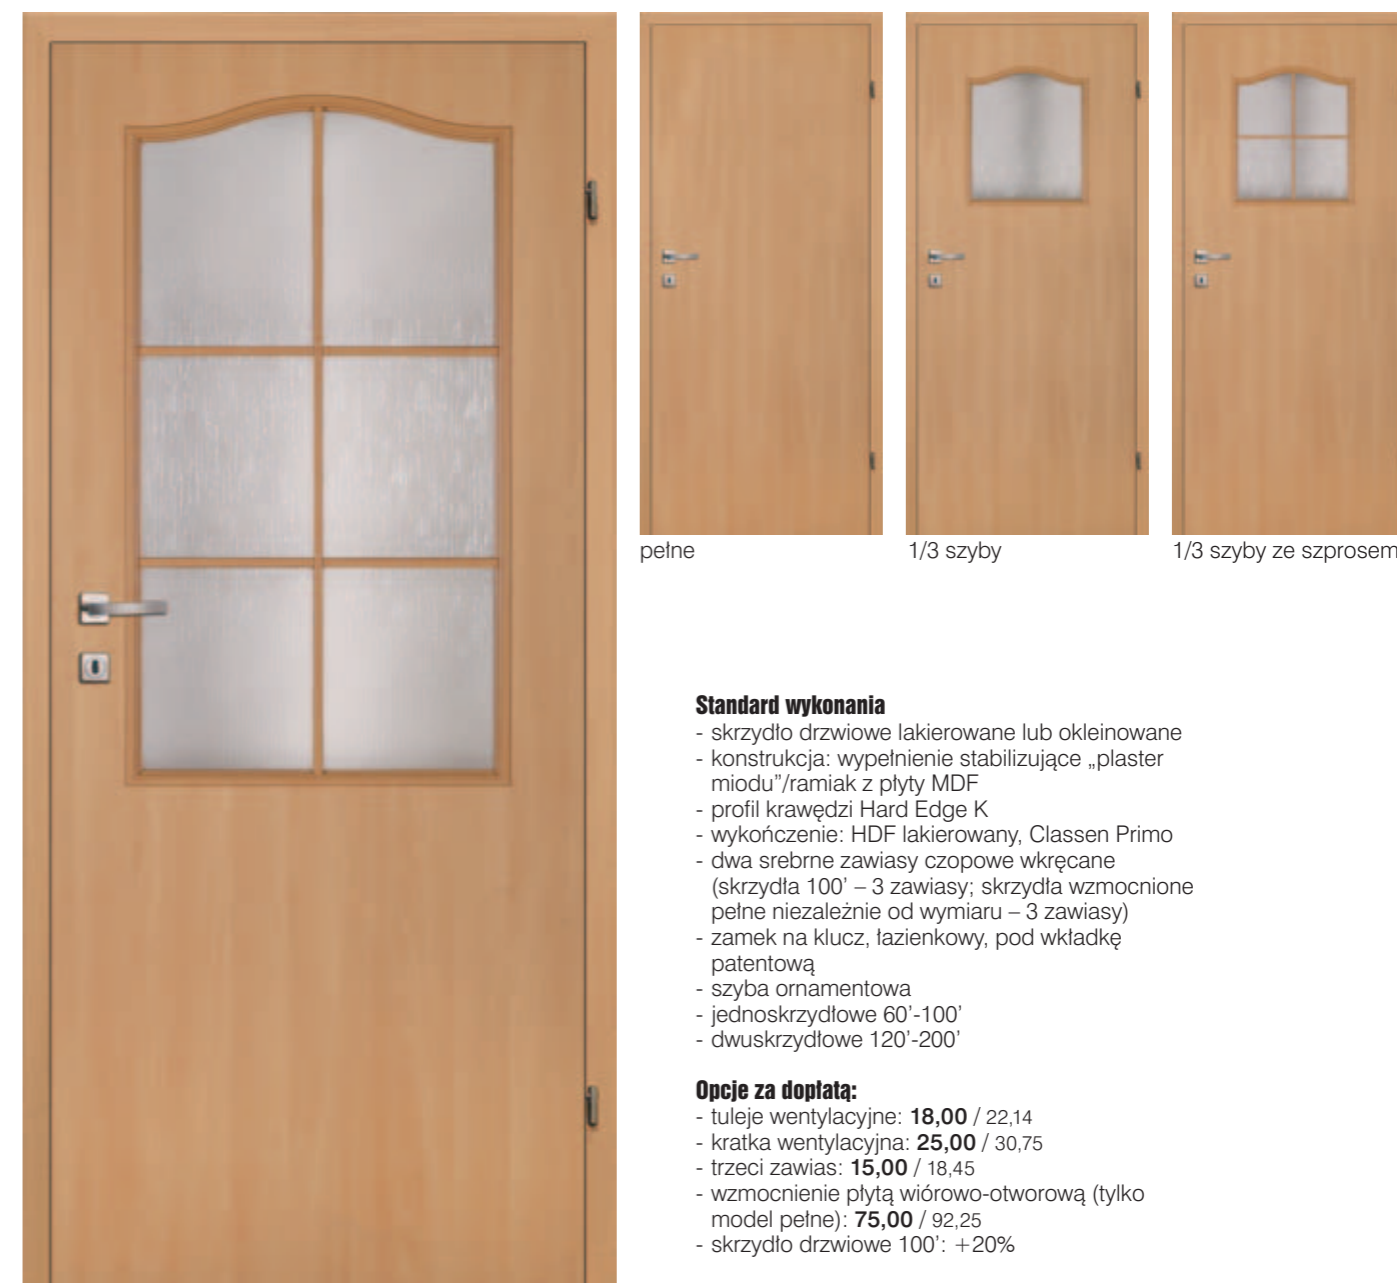 pełne
1/3 szyby
1/3 szyby ze szprosem
Standard wykonania
- skrzydło drzwiowe lakierowane lub okleinowane
- konstrukcja: wypełnienie stabilizujące „plaster
miodu”/ramiak z płyty MDF
- profil krawędzi Hard Edge K
- wykończenie: HDF lakierowany, Classen Primo
- dwa srebrne zawiasy czopowe wkręcane
(skrzydła 100’ – 3 zawiasy; skrzydła wzmocnione
pełne niezależnie od wymiaru – 3 zawiasy)
- zamek na klucz, łazienkowy, pod wkładkę
patentową
- szyba ornamentowa
- jednoskrzydłowe 60’-100’
- dwuskrzydłowe 120’-200’
Opcje za dopłatą:
- tuleje wentylacyjne: 18,00 / 22,14
- kratka wentylacyjna: 25,00 / 30,75
- trzeci zawias: 15,00 / 18,45
- wzmocnienie płytą wiórowo-otworową (tylko
model pełne): 75,00 / 92,25
- skrzydło drzwiowe 100’: +20%